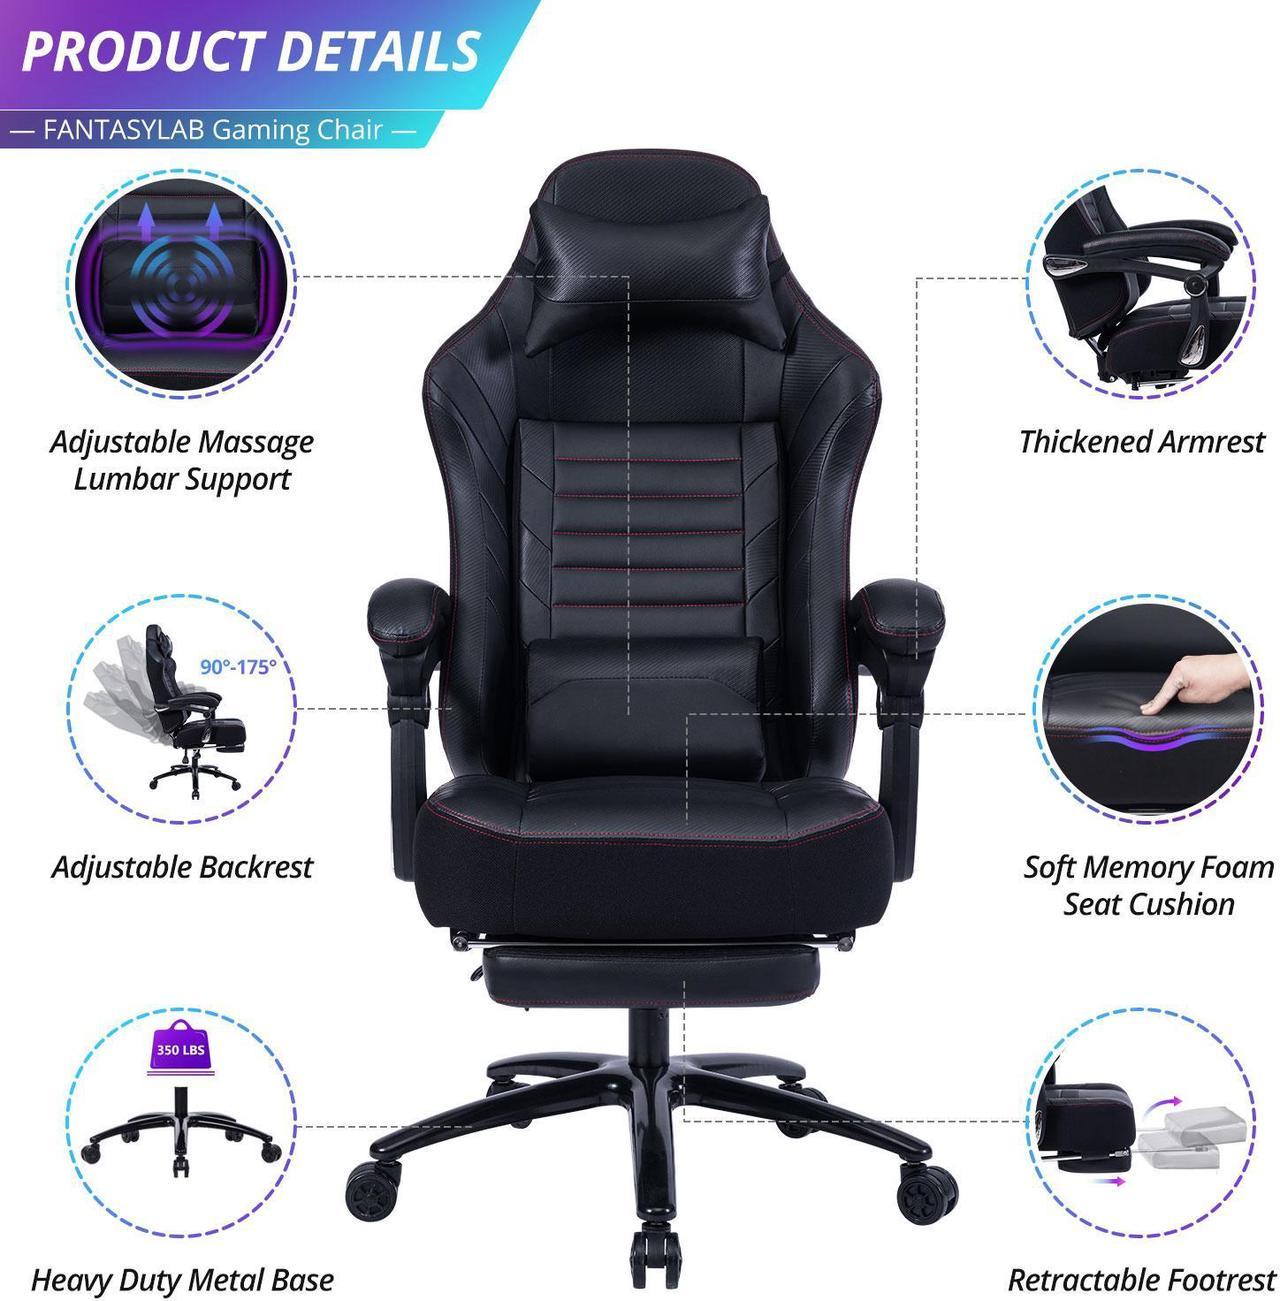 PRODUCT DETAILS
— FANTASYLAB Gaming Chair —
Adjustable Massage
Lumbar Support
Thickened Armrest
90°-175°
Adjustable Backrest
Soft Memory Foam
Seat Cushion
350 LBS
Heavy Duty Metal Base
Retractable Footrest